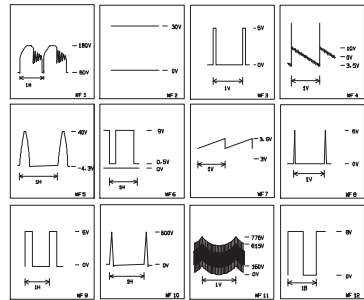 180V
60V
1H
WF 1
30V
0V
WF 2
5V
0V
1V
WF 3
10V
0V
-3.5V
1V
WF 4
40V
-4.3V
1H
WF 5
9V
0-5V
0V
1H
WF 6
3.5V
3V
1V
WF 7
6V
0V
1V
WF 8
5V
0V
1H
WF 9
600V
0V
1H
WF 10
775V
615V
160V
0V
1V
WF 11
8V
0V
WF 12